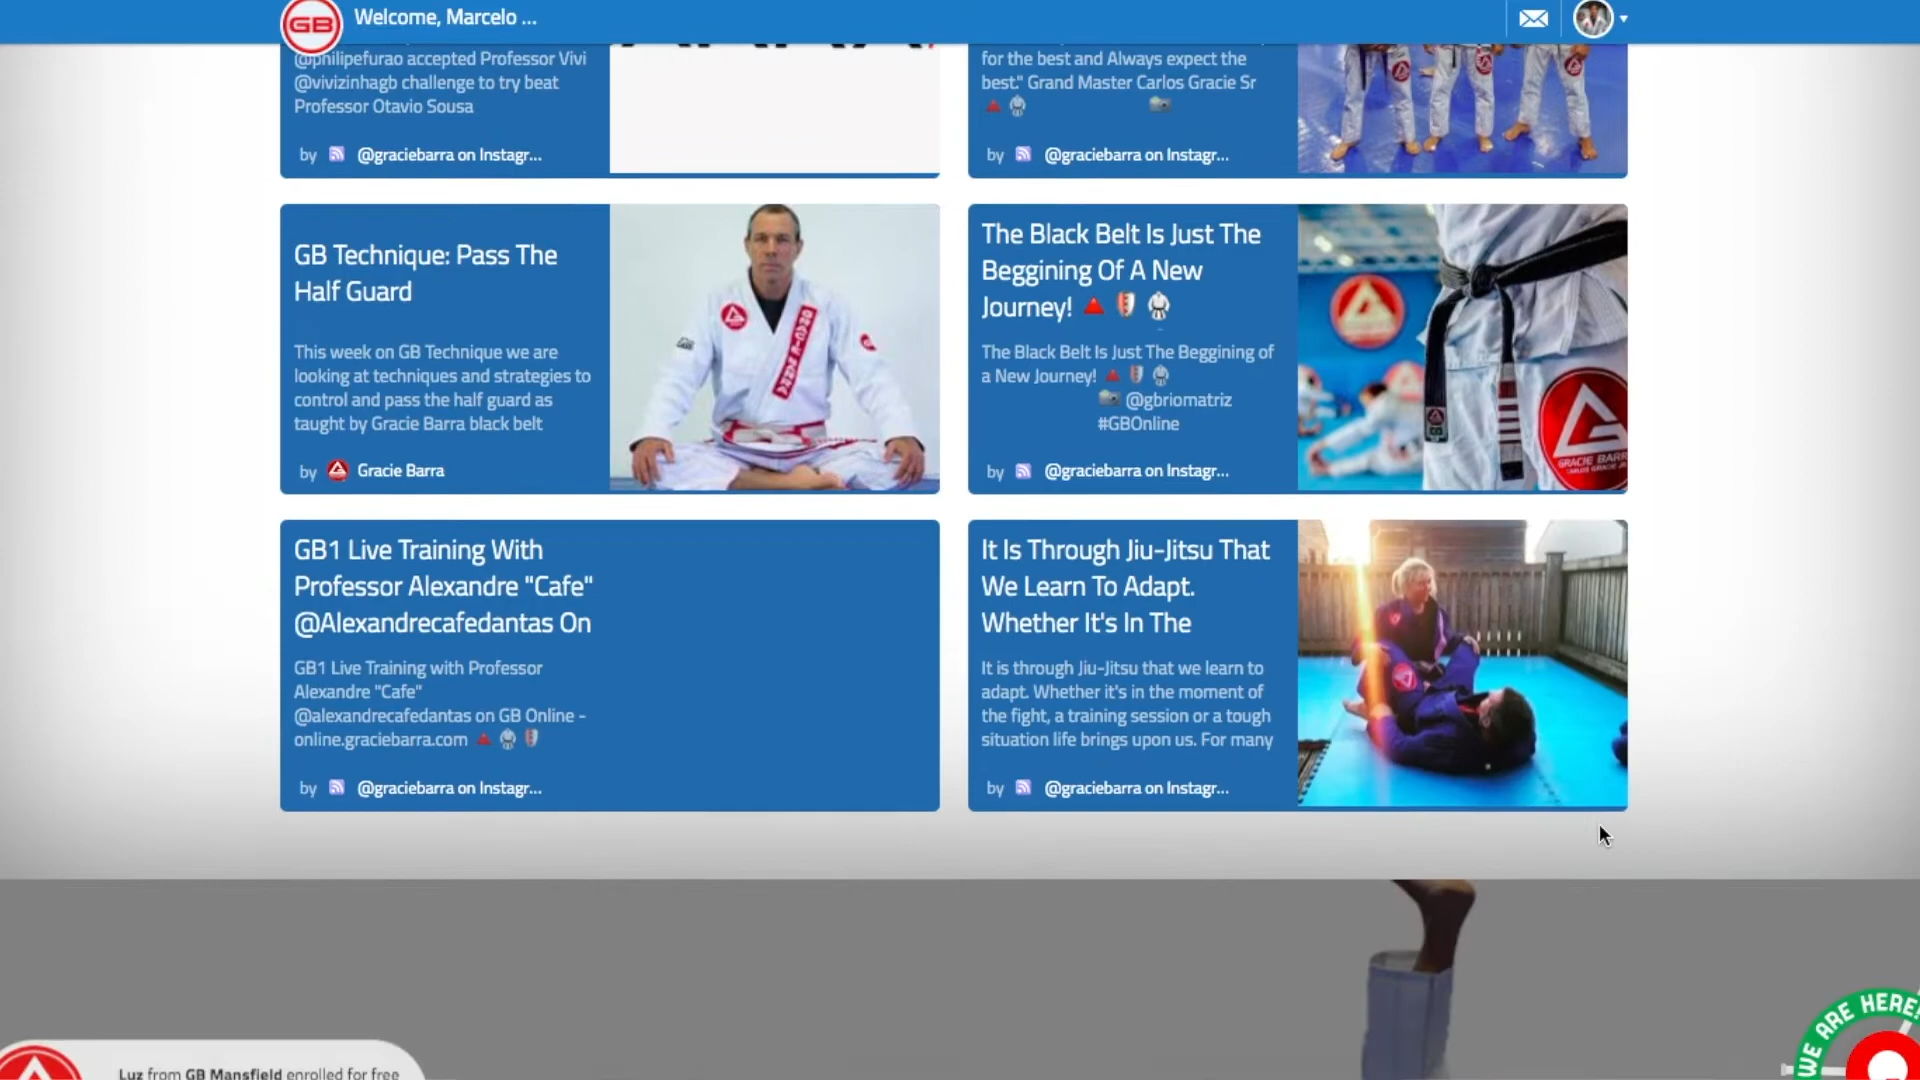 GB
Welcome, Marcelo ...
@philipefurao accepted Professor Vivi
@vivizinhagb challenge to try beat
Professor Otavio Sousa
by @graciebarra on Instagr...
for the best and Always expect the
best." Grand Master Carlos Gracie Sr
by @graciebarra on Instagr...
GB Technique: Pass The
Half Guard
This week on GB Technique we are
looking at techniques and strategies to
control and pass the half guard as
taught by Gracie Barra black belt
by Gracie Barra
The Black Belt Is Just The
Beggining Of A New
Journey!
The Black Belt Is Just The Beggining of
a New Journey!
@gbriomatriz
#GBOnline
by @graciebarra on Instagr...
GRACIE BARRA
GB1 Live Training With
Professor Alexandre "Cafe"
@Alexandrecafedantas On
GB1 Live Training with Professor
Alexandre "Cafe"
@alexandrecafedantas on GB Online -
online.graciebarra.com
by @graciebarra on Instagr...
It Is Through Jiu-Jitsu That
We Learn To Adapt.
Whether It's In The
It is through Jiu-Jitsu that we learn to
adapt. Whether it's in the moment of
the fight, a training session or a tough
situation life brings upon us. For many
by @graciebarra on Instagr...
Luz from GB Mansfield enrolled for free
WE ARE HERE!